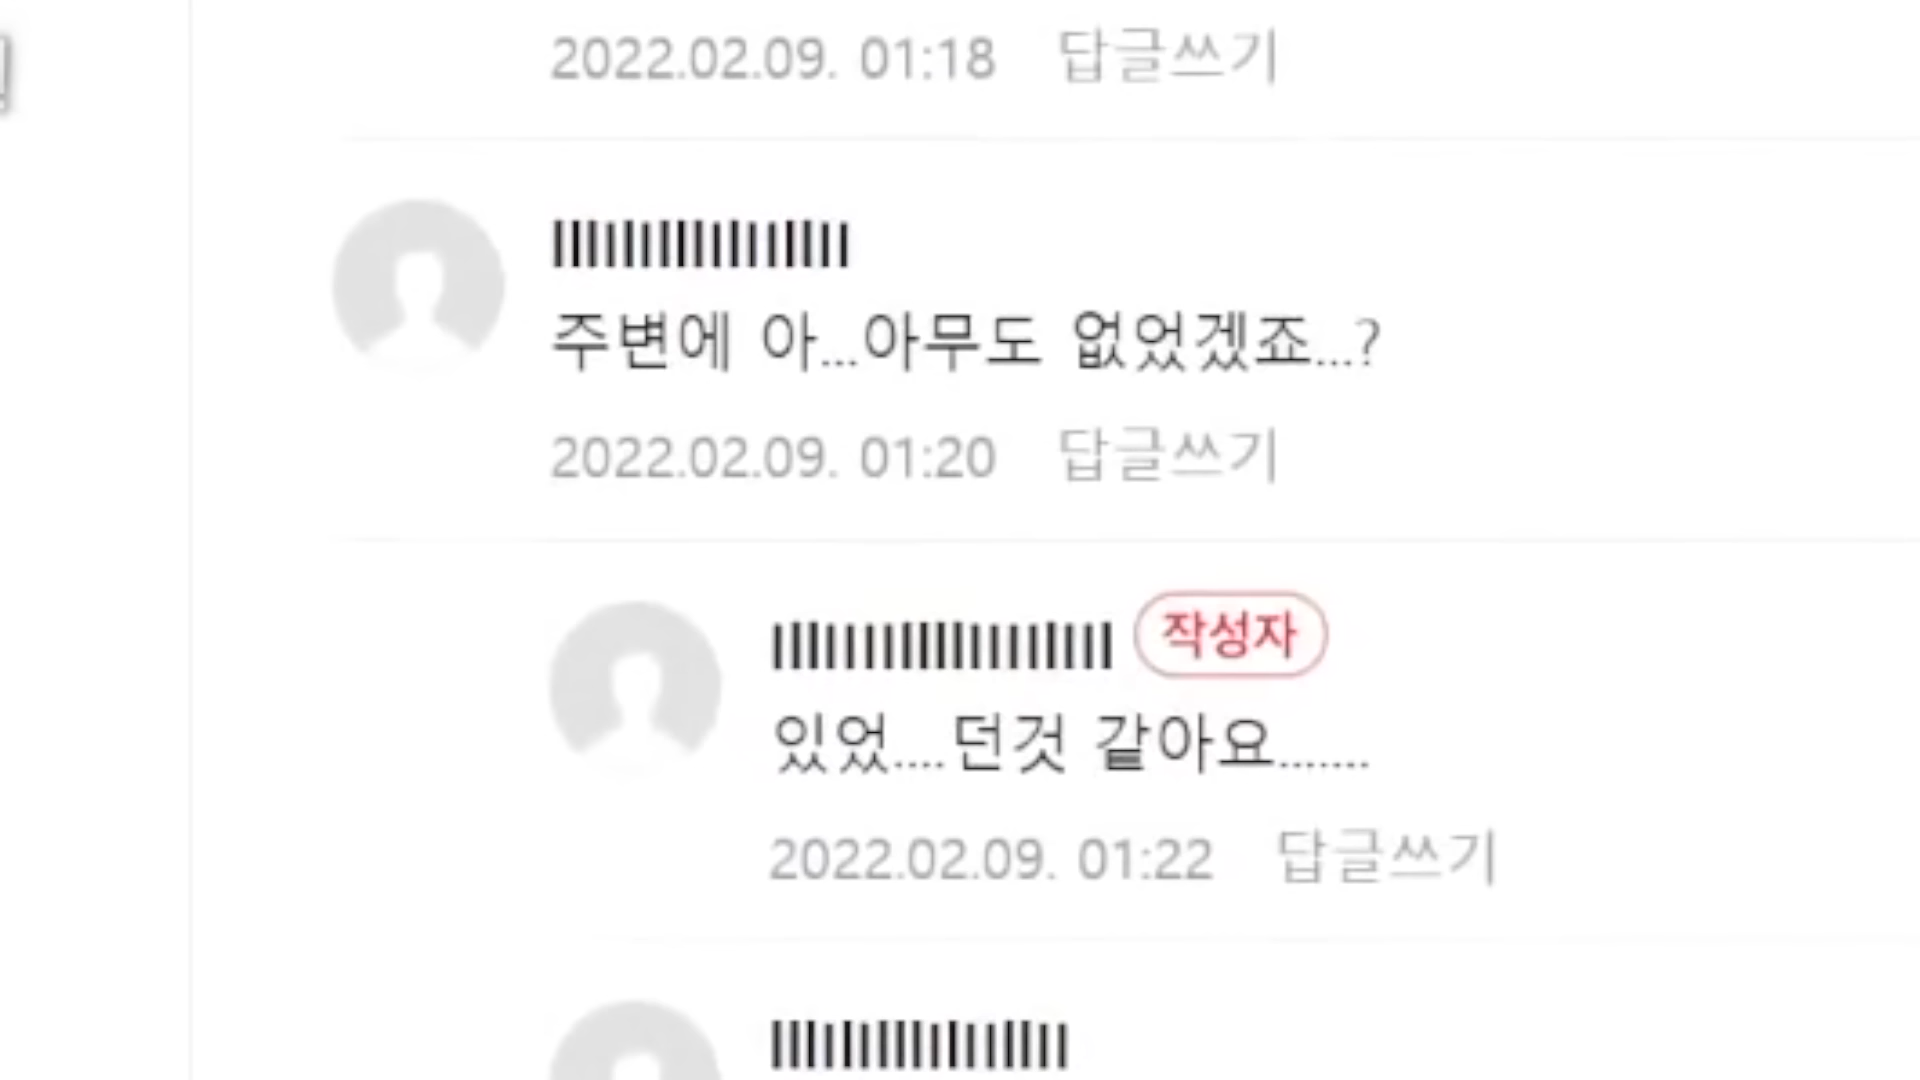 2022.02.09. 01:18 답글쓰기
주변에 아...아무도 없었겠죠...?
2022.02.09. 01:20 답글쓰기
작성자
있었....던것 같아요.......
2022.02.09. 01:22 답글쓰기